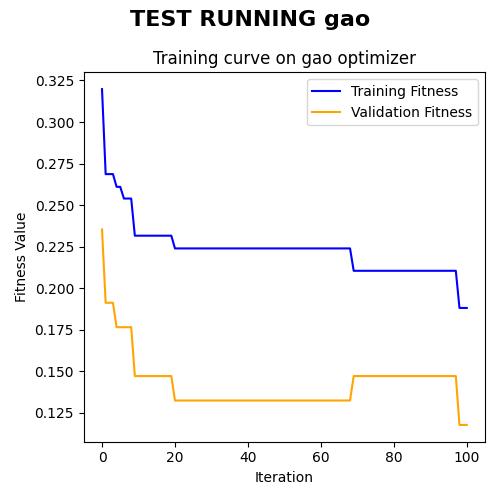 TEST RUNNING gao
Training curve on gao optimizer
Training Fitness
Validation Fitness
0.325
0.300
0.275
0.250
0.225
0.200
0.175
0.150
0.125
Fitness Value
0 20 40 60 80 100
Iteration